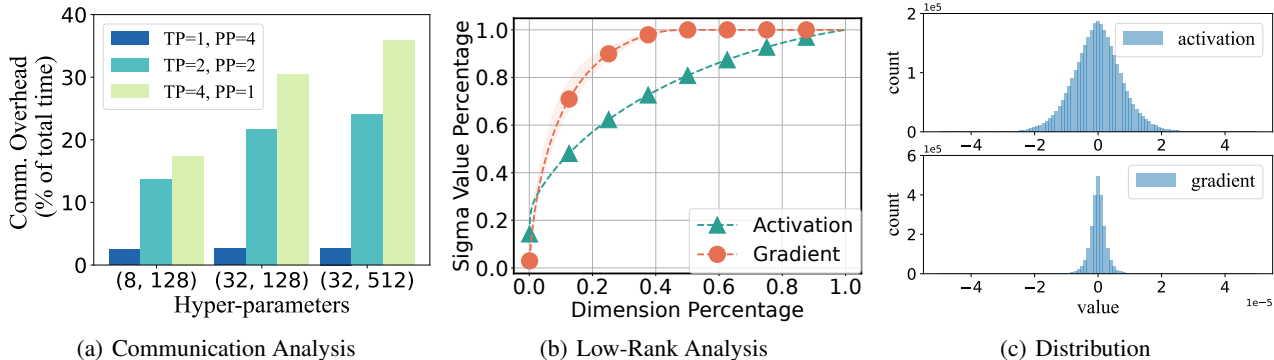 40
30
20
10
0
Comm. Overhead
(% of total time)
TP=1, PP=4
TP=2, PP=2
TP=4, PP=1
(8, 128) (32, 128) (32, 512)
Hyper-parameters
(a) Communication Analysis
Sigma Value Percentage
1.0
0.8
0.6
0.4
0.2
0.0
Activation
Gradient
0.0 0.2 0.4 0.6 0.8 1.0
Dimension Percentage
(b) Low-Rank Analysis
1e5
2
1
0
count
activation
−4 −2 0 2 4
1e−5
1e5
6
4
2
0
count
gradient
−4 −2 0 2 4
value
1e−5
(c) Distribution